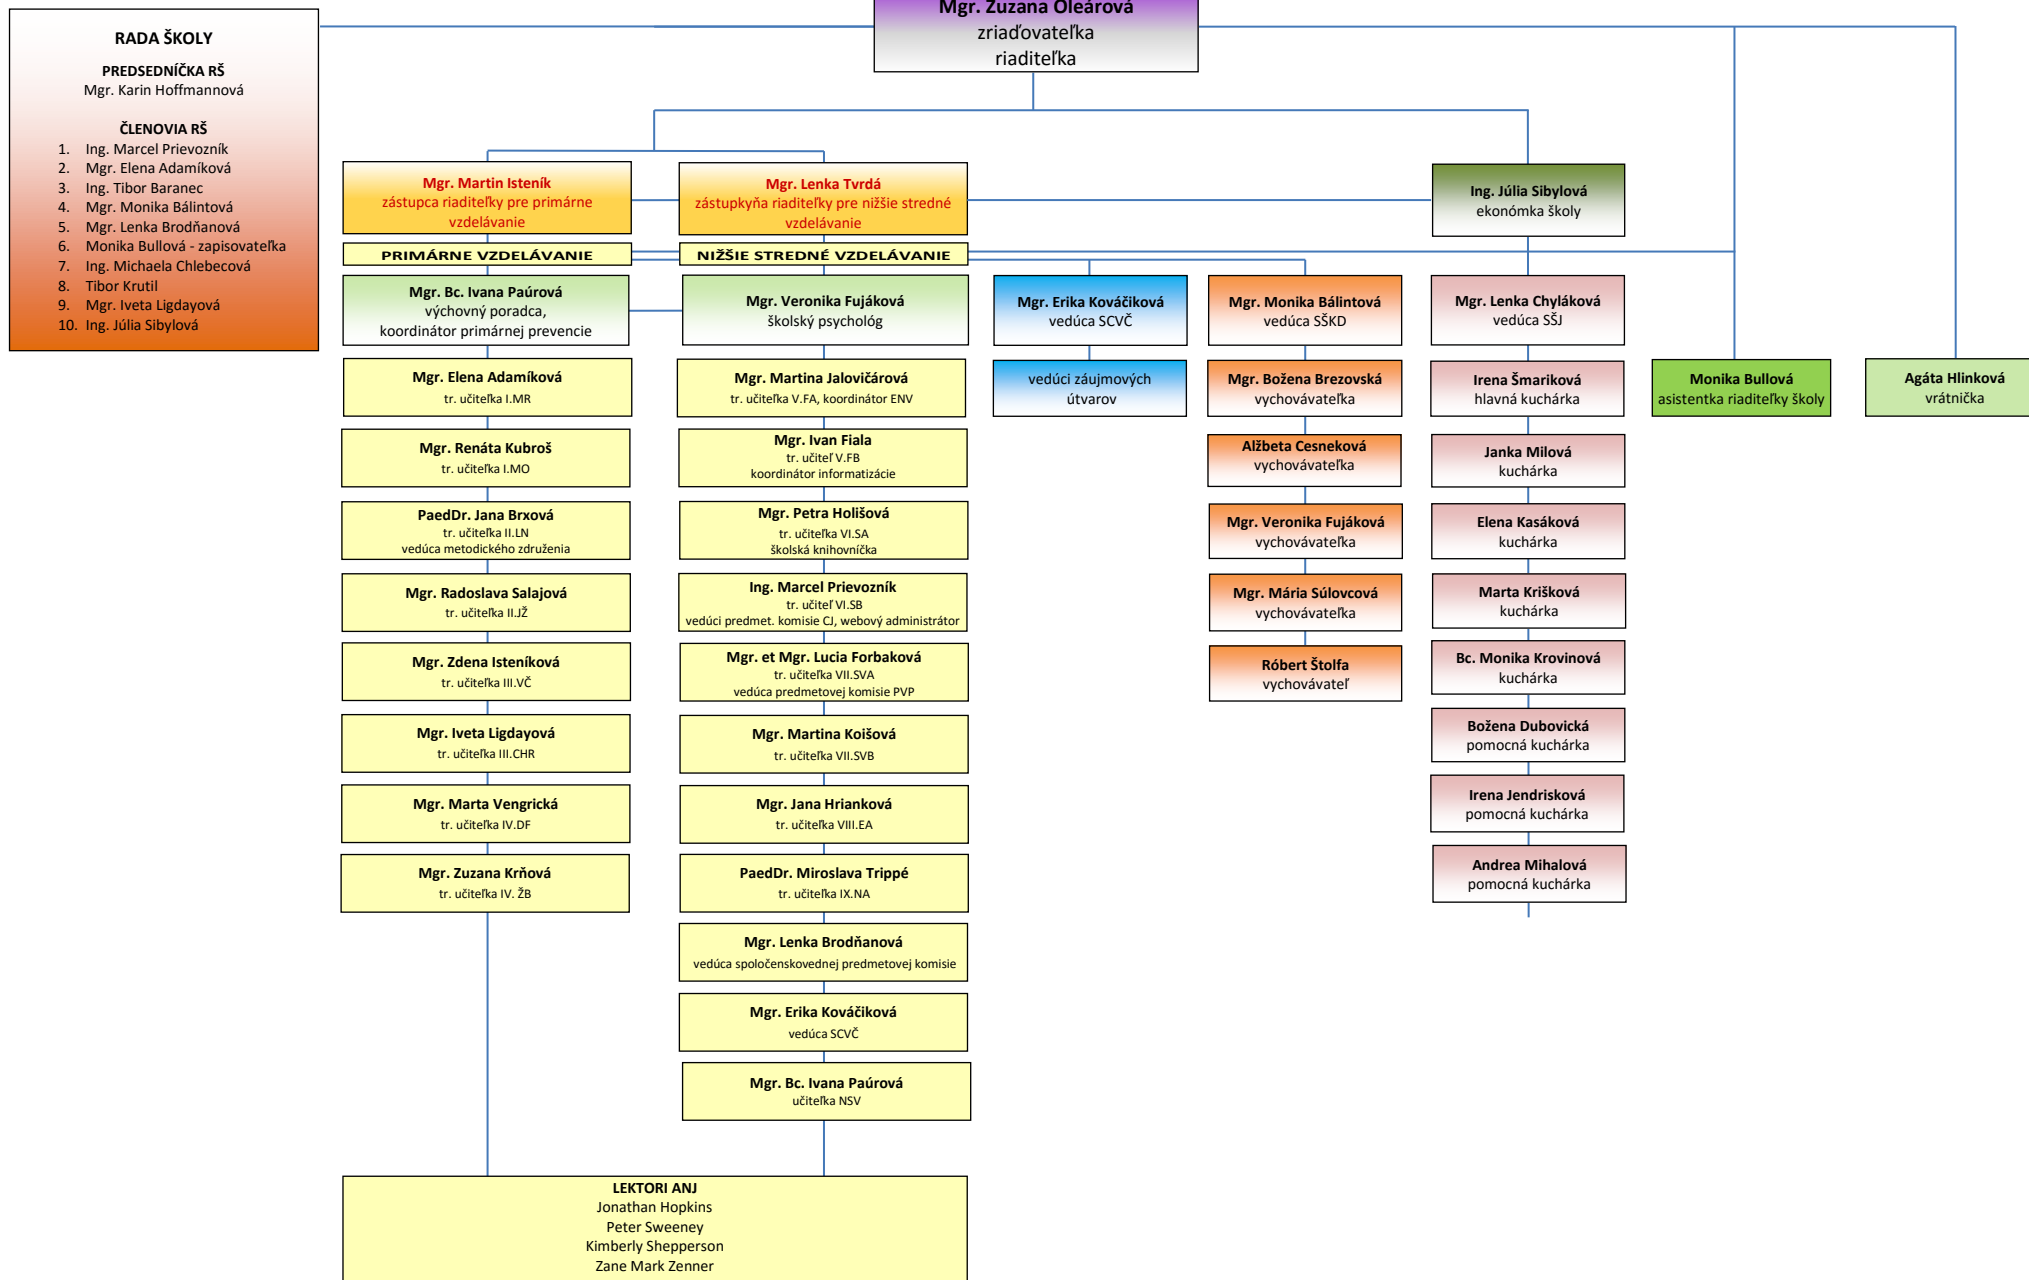 Mgr. Zuzana Oleárová
zriaďovateľka
riaditeľka
RADA ŠKOLY
PREDSEDNÍČKA RŠ
Mgr. Karin Hoffmannová
ČLENOVIA RŠ
1. Ing. Marcel Prievozník
2. Mgr. Elena Adamíková
3. Ing. Tibor Baranec
4. Mgr. Monika Bálintová
5. Mgr. Lenka Brodňanová
6. Monika Bullová - zapisovateľka
7. Ing. Michaela Chlebecová
8. Tibor Krutil
9. Mgr. Iveta Ligdayová
10. Ing. Júlia Sibylová
Mgr. Martin Isteník
zástupca riaditeľky pre primárne
vzdelávanie
Mgr. Lenka Tvrdá
zástupkyňa riaditeľky pre nižšie stredné
vzdelávanie
Ing. Júlia Sibylová
ekonómka školy
PRIMÁRNE VZDELÁVANIE
NIŽŠIE STREDNÉ VZDELÁVANIE
Mgr. Bc. Ivana Paúrová
výchovný poradca,
koordinátor primárnej prevencie
Mgr. Veronika Fujáková
školský psychológ
Mgr. Erika Kováčiková
vedúca SCVČ
Mgr. Monika Bálintová
vedúca SŠKD
Mgr. Lenka Chyláková
vedúca SŠJ
Mgr. Elena Adamíková
tr. učiteľka I.MR
Mgr. Renáta Kubroš
tr. učiteľka I.MO
PaedDr. Jana Brxová
tr. učiteľka II.LN
vedúca metodického združenia
Mgr. Radoslava Salajová
tr. učiteľka II.JŽ
Mgr. Zdena Isteníková
tr. učiteľka III.VČ
Mgr. Iveta Ligdayová
tr. učiteľka III.CHR
Mgr. Marta Vengrická
tr. učiteľka IV.DF
Mgr. Zuzana Krňová
tr. učiteľka IV. ŽB
Mgr. Martina Jalovičárová
tr. učiteľka V.FA, koordinátor ENV
Mgr. Ivan Fiala
tr. učiteľ V.FB
koordinátor informatizácie
Mgr. Petra Holišová
tr. učiteľka VI.SA
školská knihovníčka
Ing. Marcel Prievozník
tr. učiteľ VI.SB
vedúci predmet. komisie CJ, webový administrátor
Mgr. et Mgr. Lucia Forbaková
tr. učiteľka VII.SVA
vedúca predmetovej komisie PVP
Mgr. Martina Koišová
tr. učiteľka VII.SVB
Mgr. Jana Hrianková
tr. učiteľka VIII.EA
PaedDr. Miroslava Trippé
tr. učiteľka IX.NA
Mgr. Lenka Brodňanová
vedúca spoločenskovednej predmetovej komisie
Mgr. Erika Kováčiková
vedúca SCVČ
Mgr. Bc. Ivana Paúrová
učiteľka NSV
vedúci záujmových
útvarov
Mgr. Božena Brezovská
vychovávateľka
Alžbeta Cesneková
vychovávateľka
Mgr. Veronika Fujáková
vychovávateľka
Mgr. Mária Súlovcová
vychovávateľka
Róbert Štolfa
vychovávateľ
Irena Šmariková
hlavná kuchárka
Janka Milová
kuchárka
Elena Kasáková
kuchárka
Marta Krišková
kuchárka
Bc. Monika Krovinová
kuchárka
Božena Dubovická
pomocná kuchárka
Irena Jendrisková
pomocná kuchárka
Andrea Mihalová
pomocná kuchárka
Monika Bullová
asistentka riaditeľky školy
Agáta Hlinková
vrátnička
LEKTORI ANJ
Jonathan Hopkins
Peter Sweeney
Kimberly Shepperson
Zane Mark Zenner